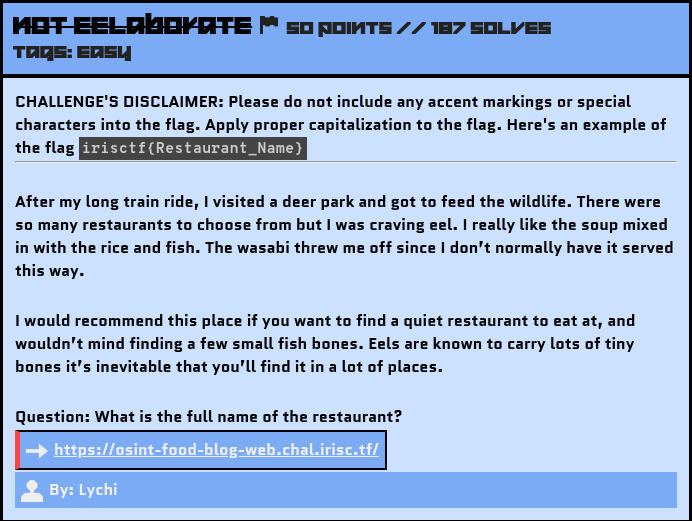 NOT EELaborate 50 points // 187 solves
Tags: Easy
CHALLENGE'S DISCLAIMER: Please do not include any accent markings or special
characters into the flag. Apply proper capitalization to the flag. Here's an example of
the flag irisctf{Restaurant_Name}
After my long train ride, I visited a deer park and got to feed the wildlife. There were
so many restaurants to choose from but I was craving eel. I really like the soup mixed
in with the rice and fish. The wasabi threw me off since I don’t normally have it served
this way.
I would recommend this place if you want to find a quiet restaurant to eat at, and
wouldn’t mind finding a few small fish bones. Eels are known to carry lots of tiny
bones it’s inevitable that you’ll find it in a lot of places.
Question: What is the full name of the restaurant?
https://osint-food-blog-web.chal.irisc.tf/
By: Lychi